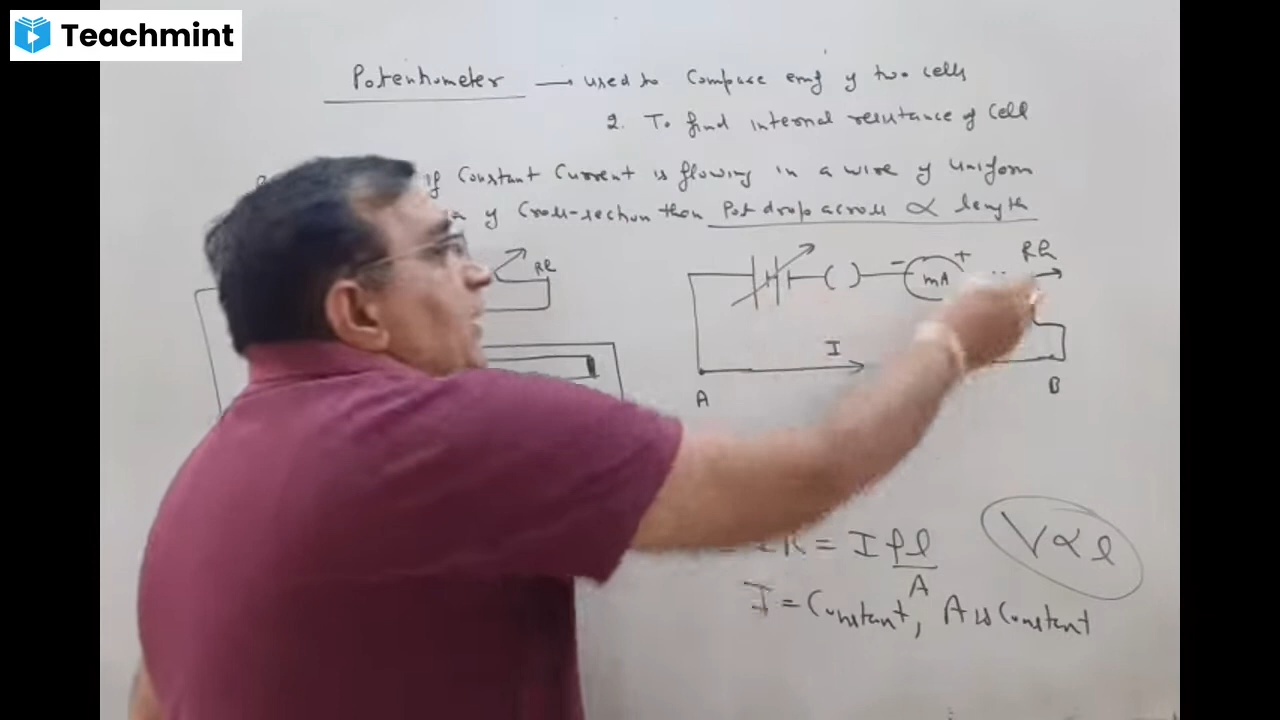 Teachmint
Potentiometer → used to Compare emf of two cells
2. To find internal resistance of Cell
if Constant Current is flowing in a wire of uniform
of Cross-section then Pot drop across ∝ length
Rh
- mA +
Rh
I
A
B
= I ρl / A
V ∝ l
I = Constant, A is Constant